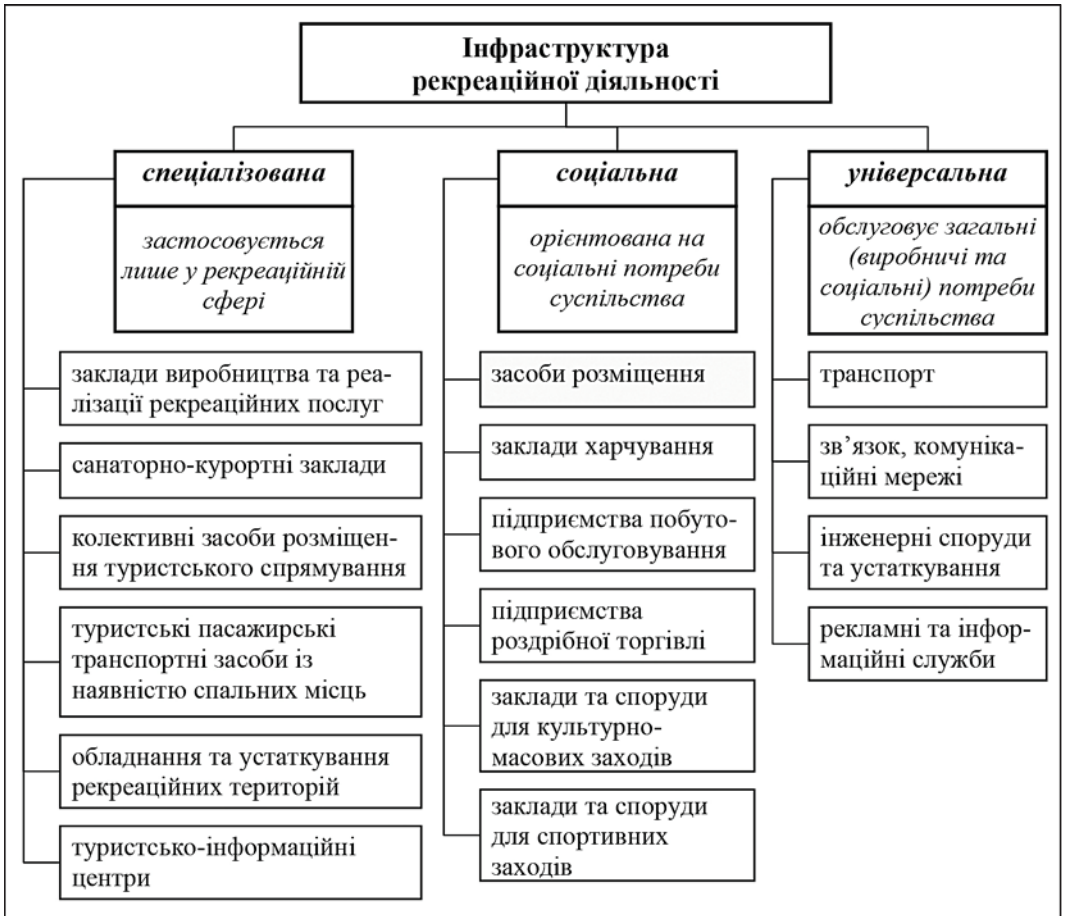 Інфраструктура
рекреаційної діяльності
спеціалізована
застосовується
лише у рекреаційній
сфері
заклади виробництва та реа-
лізації рекреаційних послуг
санаторно-курортні заклади
колективні засоби розміщен-
ня туристського спрямування
туристські пасажирські
транспортні засоби із
наявністю спальних місць
обладнання та устаткування
рекреаційних територій
туристсько-інформаційні
центри
соціальна
орієнтована на
соціальні потреби
суспільства
засоби розміщення
заклади харчування
підприємства побуто-
вого обслуговування
підприємства
роздрібної торгівлі
заклади та споруди
для культурно-
масових заходів
заклади та споруди
для спортивних
заходів
універсальна
обслуговує загальні
(виробничі та
соціальні) потреби
суспільства
транспорт
зв’язок, комуніка-
ційні мережі
інженерні споруди
та устаткування
рекламні та інфор-
маційні служби